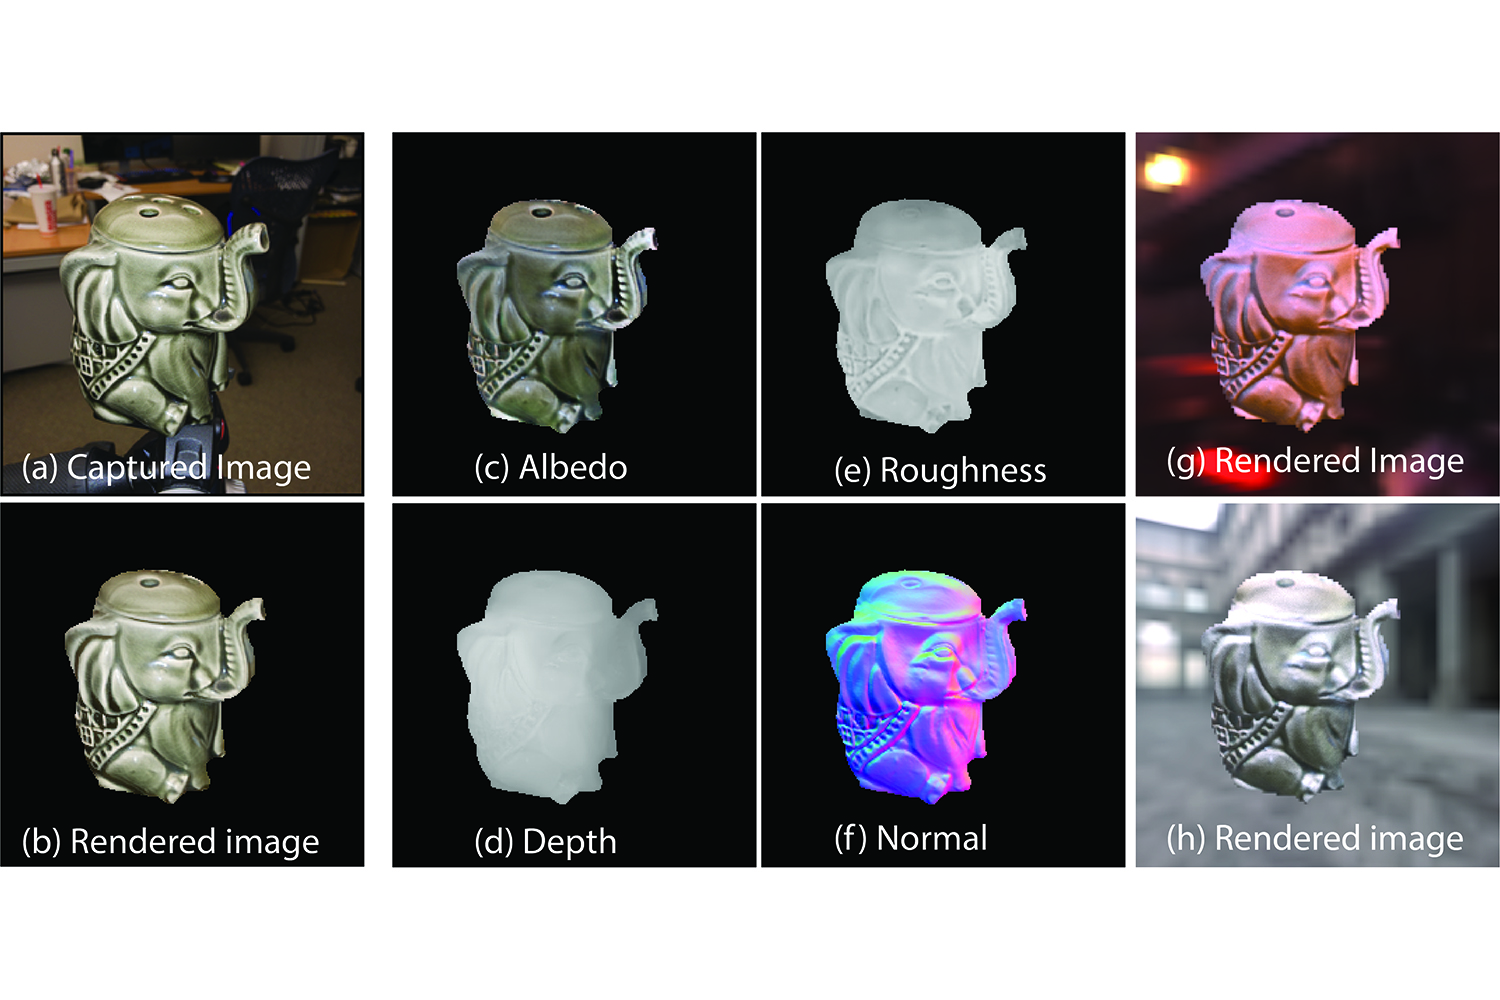 (a) Captured Image
(c) Albedo
(e) Roughness
(g) Rendered Image
(b) Rendered image
(d) Depth
(f) Normal
(h) Rendered image